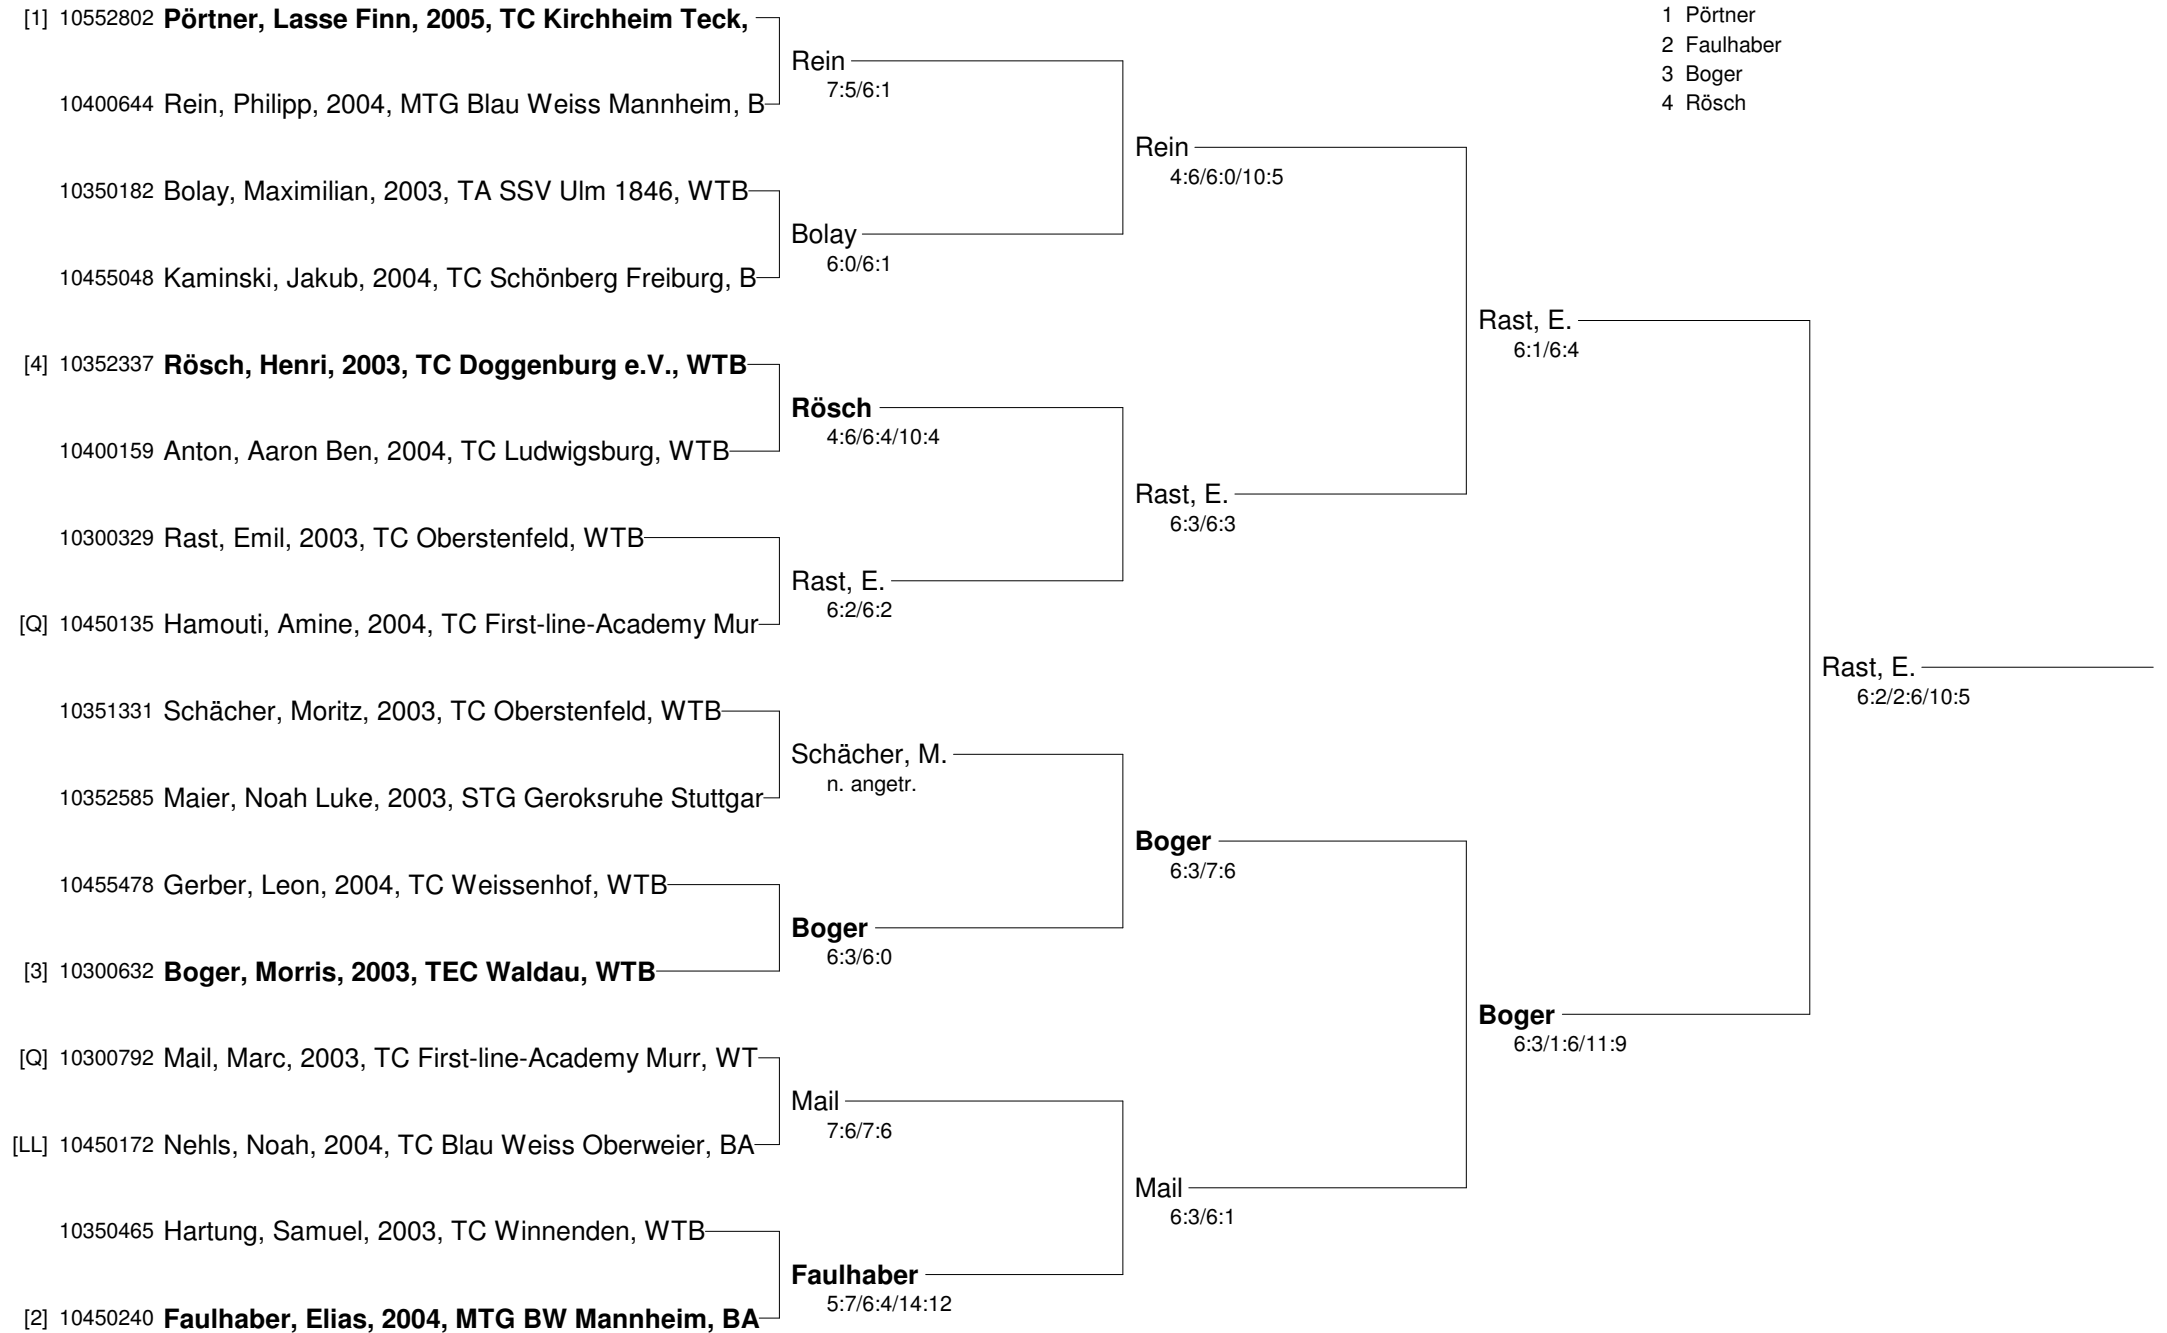 [1] 10552802 Pörtner, Lasse Finn, 2005, TC Kirchheim Teck,
10400644 Rein, Philipp, 2004, MTG Blau Weiss Mannheim, B
10350182 Bolay, Maximilian, 2003, TA SSV Ulm 1846, WTB
10455048 Kaminski, Jakub, 2004, TC Schönberg Freiburg, B
[4] 10352337 Rösch, Henri, 2003, TC Doggenburg e.V., WTB
10400159 Anton, Aaron Ben, 2004, TC Ludwigsburg, WTB
10300329 Rast, Emil, 2003, TC Oberstenfeld, WTB
[Q] 10450135 Hamouti, Amine, 2004, TC First-line-Academy Mur
10351331 Schächer, Moritz, 2003, TC Oberstenfeld, WTB
10352585 Maier, Noah Luke, 2003, STG Geroksruhe Stuttgar
10455478 Gerber, Leon, 2004, TC Weissenhof, WTB
[3] 10300632 Boger, Morris, 2003, TEC Waldau, WTB
[Q] 10300792 Mail, Marc, 2003, TC First-line-Academy Murr, WT
[LL] 10450172 Nehls, Noah, 2004, TC Blau Weiss Oberweier, BA
10350465 Hartung, Samuel, 2003, TC Winnenden, WTB
[2] 10450240 Faulhaber, Elias, 2004, MTG BW Mannheim, BA
Rein
7:5/6:1
Bolay
6:0/6:1
Rösch
4:6/6:4/10:4
Rast, E.
6:2/6:2
Schächer, M.
n. angetr.
Boger
6:3/6:0
Mail
7:6/7:6
Faulhaber
5:7/6:4/14:12
Rein
4:6/6:0/10:5
Rast, E.
6:3/6:3
Boger
6:3/7:6
Mail
6:3/6:1
Rast, E.
6:1/6:4
Boger
6:3/1:6/11:9
Rast, E.
6:2/2:6/10:5
1 Pörtner
2 Faulhaber
3 Boger
4 Rösch